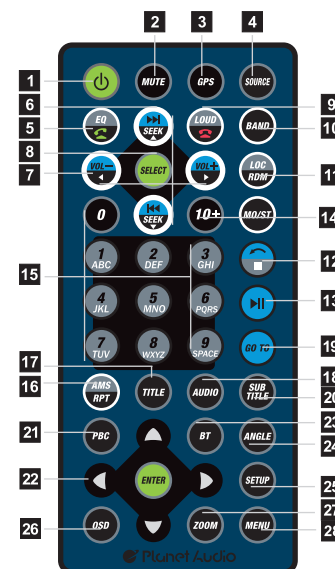 2 3 4
1 MUTE GPS SOURCE
6 9
5 EQ SEEK LOUD BAND 10
8
7 VOL− SELECT VOL+ LOC RDM 11
0 SEEK 10+ MO/ST 14
15 1 ABC 2 DEF 3 GHI 12
4 JKL 5 MNO 6 PQRS 13
7 TUV 8 WXYZ 9 SPACE GO TO 19
17 18
16 AMS RPT TITLE AUDIO SUB TITLE 20
23
21 PBC BT ANGLE 24
22 ENTER SETUP 25
27
26 OSD ZOOM MENU 28
Planet Audio